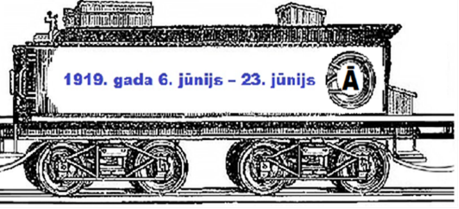 1919. gada 6. jūnijs – 23. jūnijs
Ā